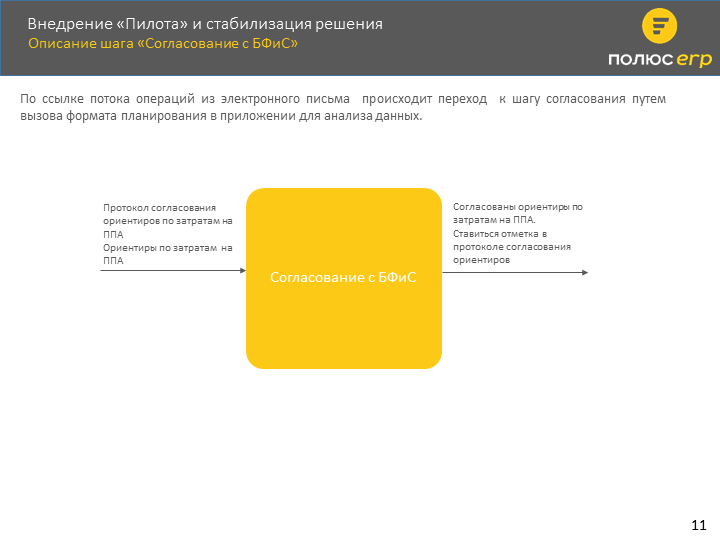 Внедрение «Пилота» и стабилизация решения
Описание шага «Согласование с БФиС»
ПОЛЮС erp
По ссылке потока операций из электронного письма происходит переход к шагу согласования путем
вызова формата планирования в приложении для анализа данных.
Протокол согласования
ориентиров по затратам на
ППА
Ориентиры по затратам на
ППА
Согласование с БФиС
Согласованы ориентиры по
затратам на ППА.
Ставиться отметка в
протоколе согласования
ориентиров
11